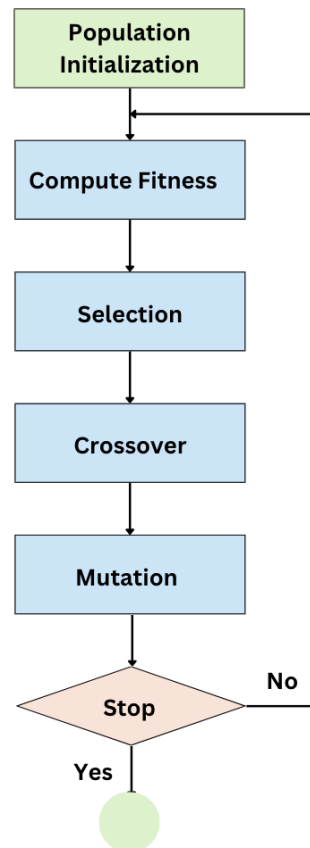 Population
Initialization
Compute Fitness
Selection
Crossover
Mutation
Stop
No
Yes